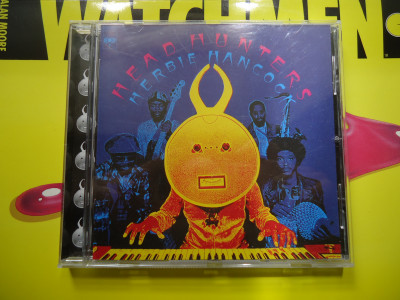 ALAN MOORE
WATCHMEN
HEAD HUNTERS
HERBIE HANCOCK